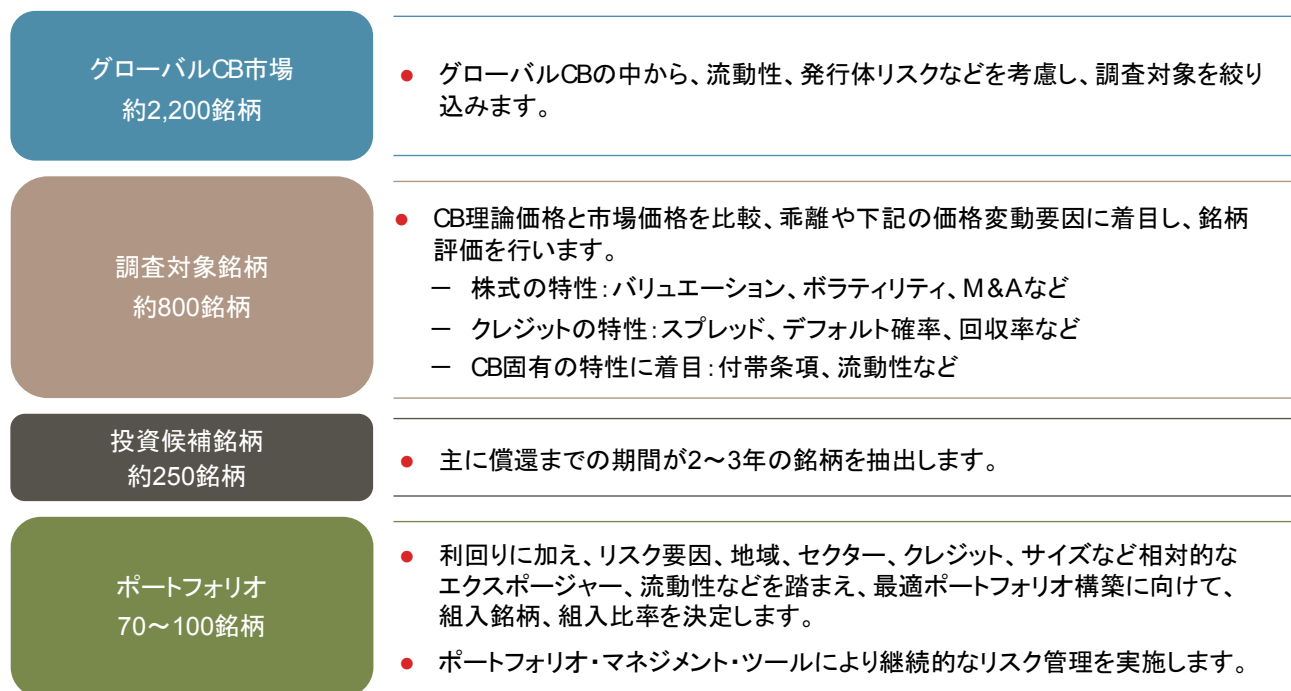 グローバルCB市場
約2,200銘柄
● グローバルCBの中から、流動性、発行体リスクなどを考慮し、調査対象を絞り
込みます。
調査対象銘柄
約800銘柄
● CB理論価格と市場価格を比較、乖離や下記の価格変動要因に着目し、銘柄
評価を行います。
－ 株式の特性：バリュエーション、ボラティリティ、M＆Aなど
－ クレジットの特性：スプレッド、デフォルト確率、回収率など
－ CB固有の特性に着目：付帯条項、流動性など
投資候補銘柄
約250銘柄
● 主に償還までの期間が2～3年の銘柄を抽出します。
ポートフォリオ
70～100銘柄
● 利回りに加え、リスク要因、地域、セクター、クレジット、サイズなど相対的な
エクスポージャー、流動性などを踏まえ、最適ポートフォリオ構築に向けて、
組入銘柄、組入比率を決定します。
● ポートフォリオ・マネジメント・ツールにより継続的なリスク管理を実施します。